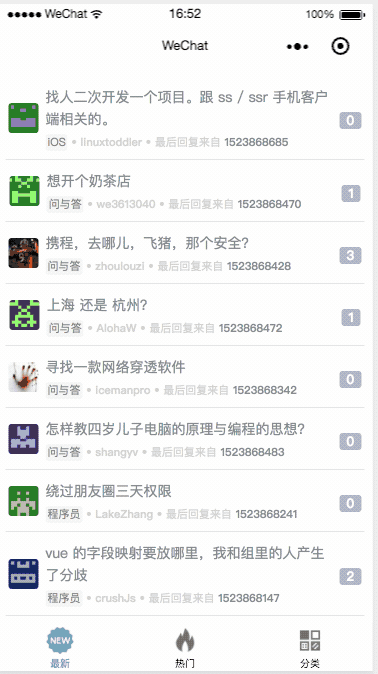 WeChat 16:52 100%
WeChat
找人二次开发一个项目。跟 ss / ssr 手机客户
端相关的。
0
iOS • linuxtoddler • 最后回复来自 1523868685
想开个奶茶店
1
问与答 • we3613040 • 最后回复来自 1523868470
携程，去哪儿，飞猪，那个安全？
3
问与答 • zhoulouzi • 最后回复来自 1523868428
上海 还是 杭州？
1
问与答 • AlohaW • 最后回复来自 1523868472
寻找一款网络穿透软件
0
问与答 • icemanpro • 最后回复来自 1523868342
怎样教四岁儿子电脑的原理与编程的思想？
0
问与答 • shangyv • 最后回复来自 1523868483
绕过朋友圈三天权限
0
程序员 • LakeZhang • 最后回复来自 1523868241
vue 的字段映射要放哪里，我和组里的人产生
了分歧
2
程序员 • crushJs • 最后回复来自 1523868147
NEW
最新 热门 分类